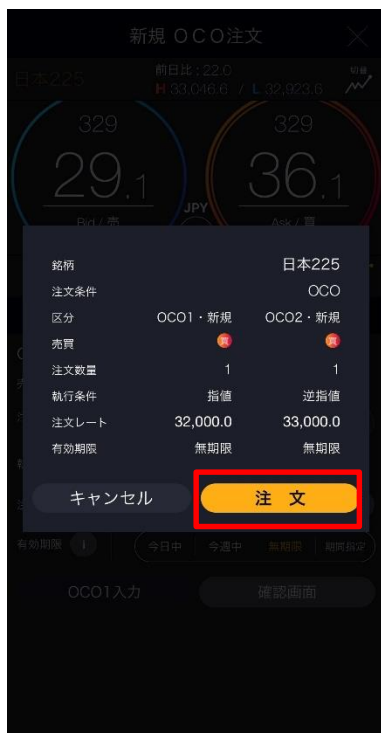 新規 OCO注文
日本225
前日比 : 22.0
H 33,046.6 / L 32,923.6
切替
329
329
29.1
36.1
JPY
Bid / 売
Ask / 買
銘柄 日本225
注文条件 OCO
区分 OCO1・新規 OCO2・新規
売買 買 買
注文数量 1 1
執行条件 指値 逆指値
注文レート 32,000.0 33,000.0
有効期限 無期限 無期限
キャンセル 注 文
有効期限 i 今日中 今週中 無期限 期間指定
OCO1入力 確認画面